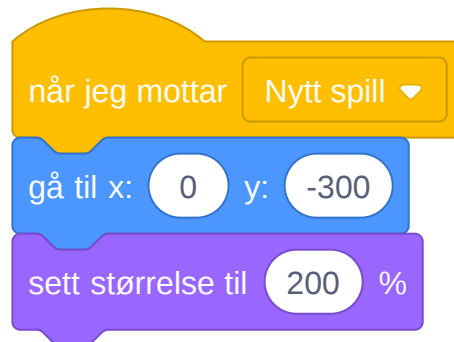 når jeg mottar Nytt spill
gå til x: 0 y: -300
sett størrelse til 200 %